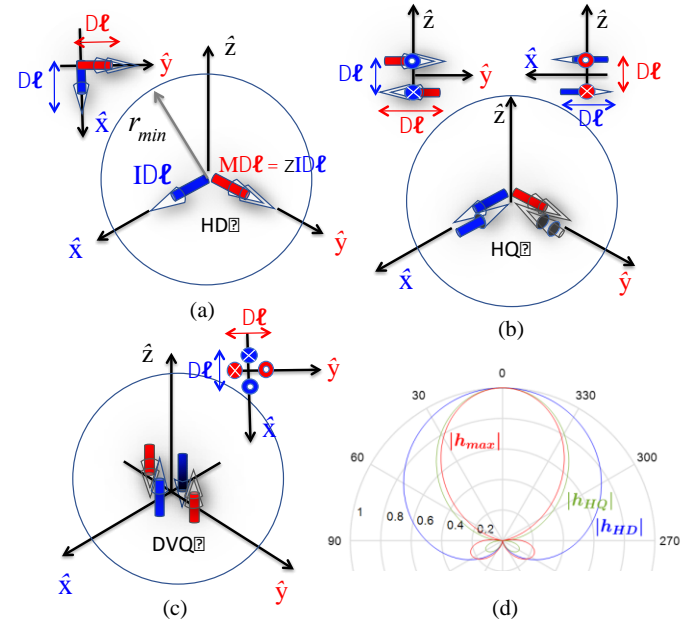 Dℓ
ŷ
Dℓ
x̂
ẑ
r_min
IDℓ
MDℓ = ZIDℓ
HD⍰
x̂
ŷ
(a)
ẑ
Dℓ
ŷ
Dℓ
ẑ
x̂
Dℓ
Dℓ
ẑ
HQ⍰
x̂
ŷ
(b)
ẑ
Dℓ
Dℓ
ŷ
x̂
DVQ⍰
x̂
ŷ
(c)
0
30
330
60
300
90
270
1
0.8
0.6
0.4
0.2
|h_max|
|h_HQ|
|h_HD|
(d)